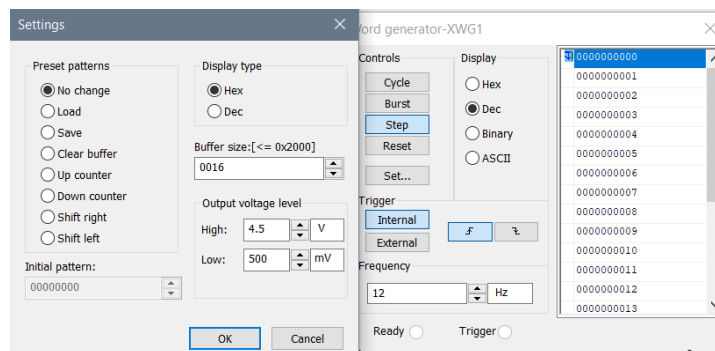 Settings
Preset patterns
No change
Load
Save
Clear buffer
Up counter
Down counter
Shift right
Shift left
Initial pattern:
00000000
Display type
Hex
Dec
Buffer size:[<= 0x2000]
0016
Output voltage level
High: 4.5 V
Low: 500 mV
OK Cancel
Word generator-XWG1
Controls
Cycle
Burst
Step
Reset
Set...
Display
Hex
Dec
Binary
ASCII
Trigger
Internal
External
Frequency
12 Hz
Ready Trigger
0000000000
0000000001
0000000002
0000000003
0000000004
0000000005
0000000006
0000000007
0000000008
0000000009
0000000010
0000000011
0000000012
0000000013